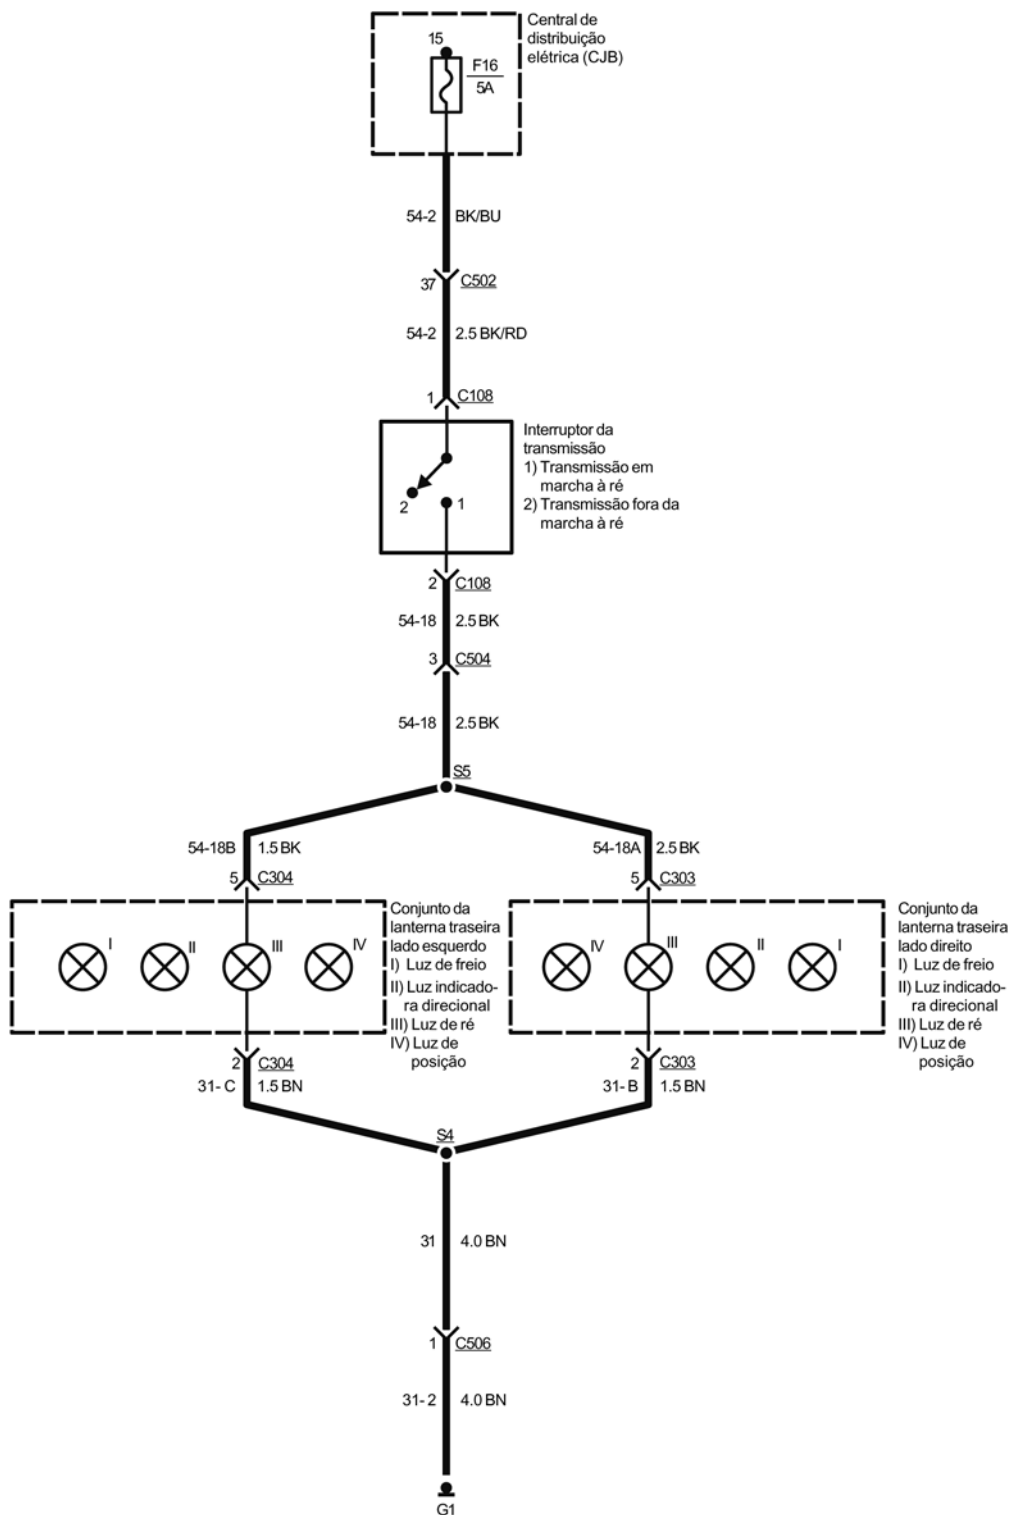 Central de
distribuição
elétrica (CJB)
15
F16
5A
54-2 BK/BU
37 C502
54-2 2.5 BK/RD
1 C108
Interruptor da
transmissão
1) Transmissão em
marcha à ré
2) Transmissão fora da
marcha à ré
2 1
2 C108
54-18 2.5 BK
3 C504
54-18 2.5 BK
S5
54-18B 1.5 BK
54-18A 2.5 BK
5 C304
5 C303
I II III IV
Conjunto da
lanterna traseira
lado esquerdo
I) Luz de freio
II) Luz indicado-
ra direcional
III) Luz de ré
IV) Luz de
posição
IV III II I
Conjunto da
lanterna traseira
lado direito
I) Luz de freio
II) Luz indicado-
ra direcional
III) Luz de ré
IV) Luz de
posição
2 C304
2 C303
31- C 1.5 BN
31- B 1.5 BN
S4
31 4.0 BN
1 C506
31- 2 4.0 BN
G1